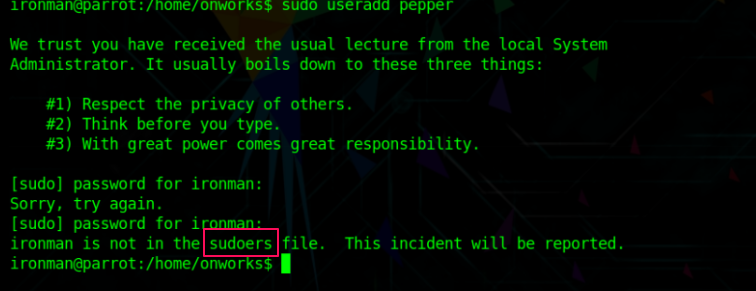 ironman@parrot:/home/onworks$ sudo useradd pepper
We trust you have received the usual lecture from the local System
Administrator. It usually boils down to these three things:
#1) Respect the privacy of others.
#2) Think before you type.
#3) With great power comes great responsibility.
[sudo] password for ironman:
Sorry, try again.
[sudo] password for ironman:
ironman is not in the sudoers file.  This incident will be reported.
ironman@parrot:/home/onworks$